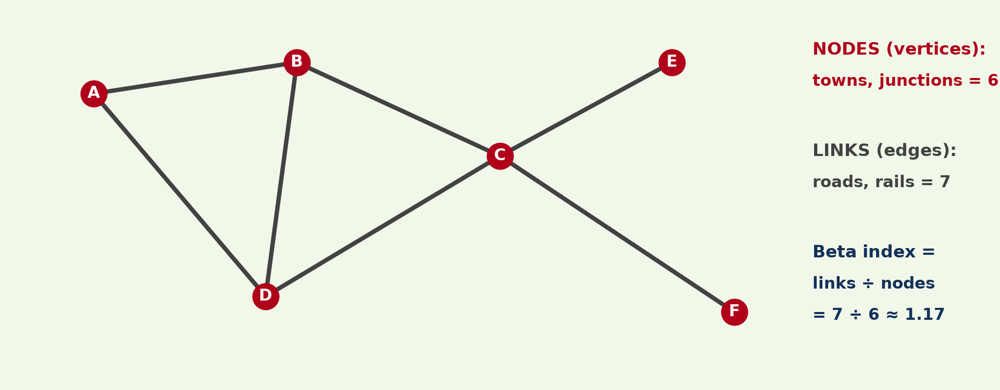 A
B
C
D
E
F
NODES (vertices):
towns, junctions = 6
LINKS (edges):
roads, rails = 7
Beta index =
links ÷ nodes
= 7 ÷ 6 ≈ 1.17